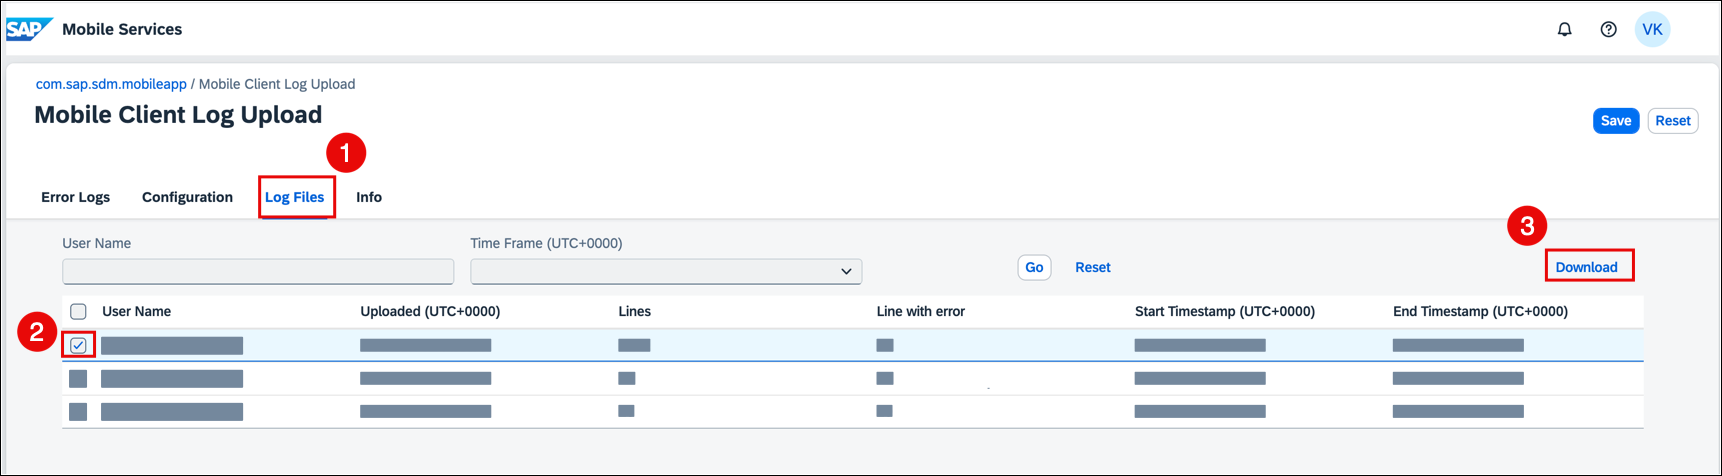 SAP Mobile Services VK
com.sap.sdm.mobileapp / Mobile Client Log Upload
Mobile Client Log Upload
Save Reset
1
Error Logs Configuration Log Files Info
3
User Name Time Frame (UTC+0000)
Go Reset Download
User Name Uploaded (UTC+0000) Lines Line with error Start Timestamp (UTC+0000) End Timestamp (UTC+0000)
2